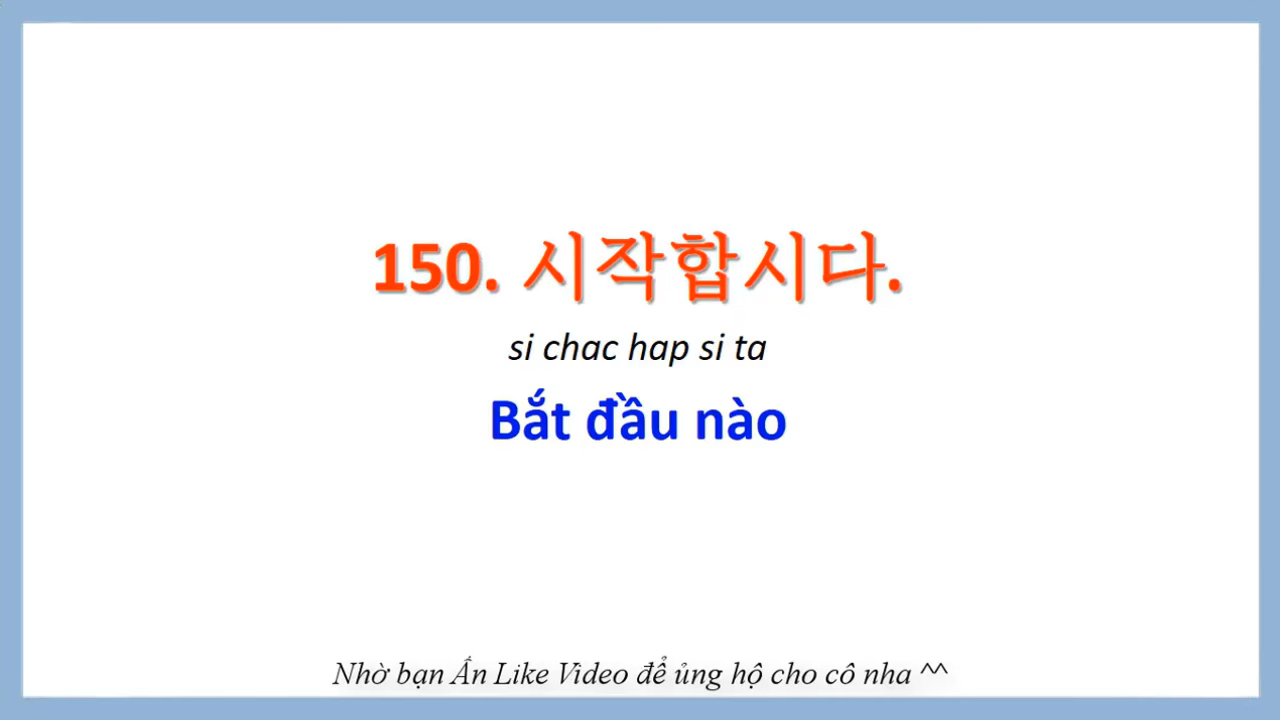 150. 시작합시다.
si chac hap si ta
Bắt đầu nào
Nhờ bạn Ấn Like Video để ủng hộ cho cô nha ^^